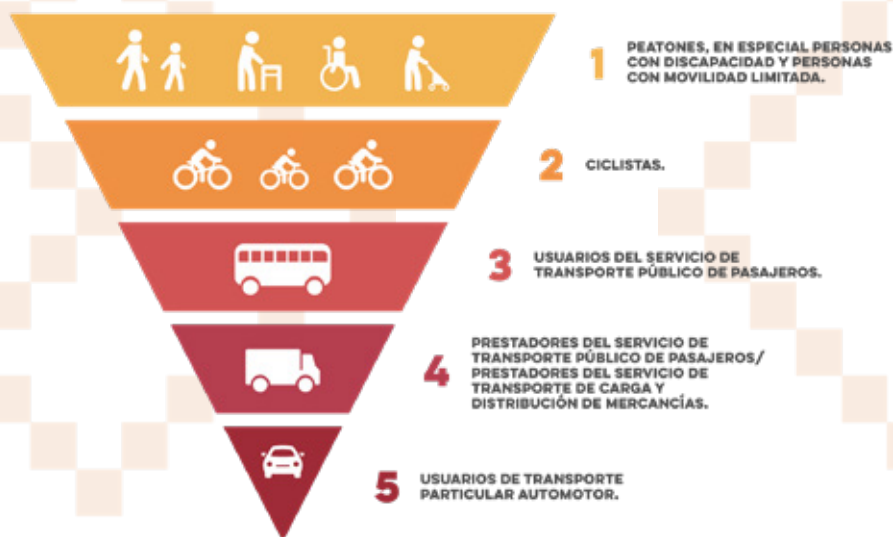 1
PEATONES, EN ESPECIAL PERSONAS
CON DISCAPACIDAD Y PERSONAS
CON MOVILIDAD LIMITADA.
2
CICLISTAS.
3
USUARIOS DEL SERVICIO DE
TRANSPORTE PÚBLICO DE PASAJEROS.
4
PRESTADORES DEL SERVICIO DE
TRANSPORTE PÚBLICO DE PASAJEROS/
PRESTADORES DEL SERVICIO DE
TRANSPORTE DE CARGA Y
DISTRIBUCIÓN DE MERCANCÍAS.
5
USUARIOS DE TRANSPORTE
PARTICULAR AUTOMOTOR.